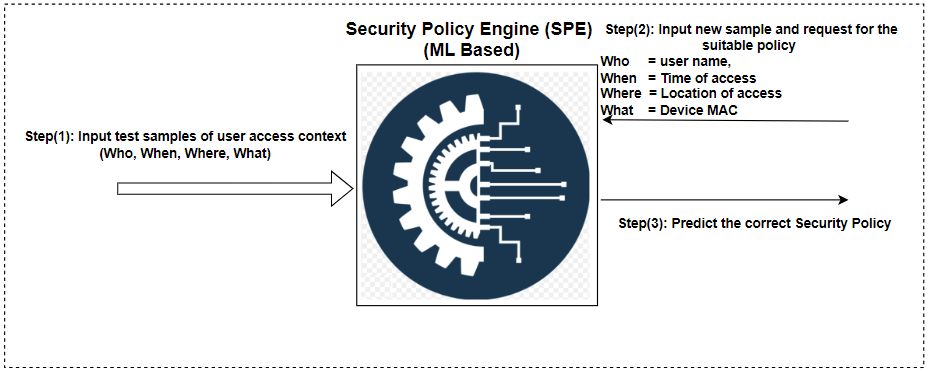 Security Policy Engine (SPE)
(ML Based)
Step(1): Input test samples of user access context
(Who, When, Where, What)
Step(2): Input new sample and request for the
suitable policy
Who = user name,
When = Time of access
Where = Location of access
What = Device MAC
Step(3): Predict the correct Security Policy